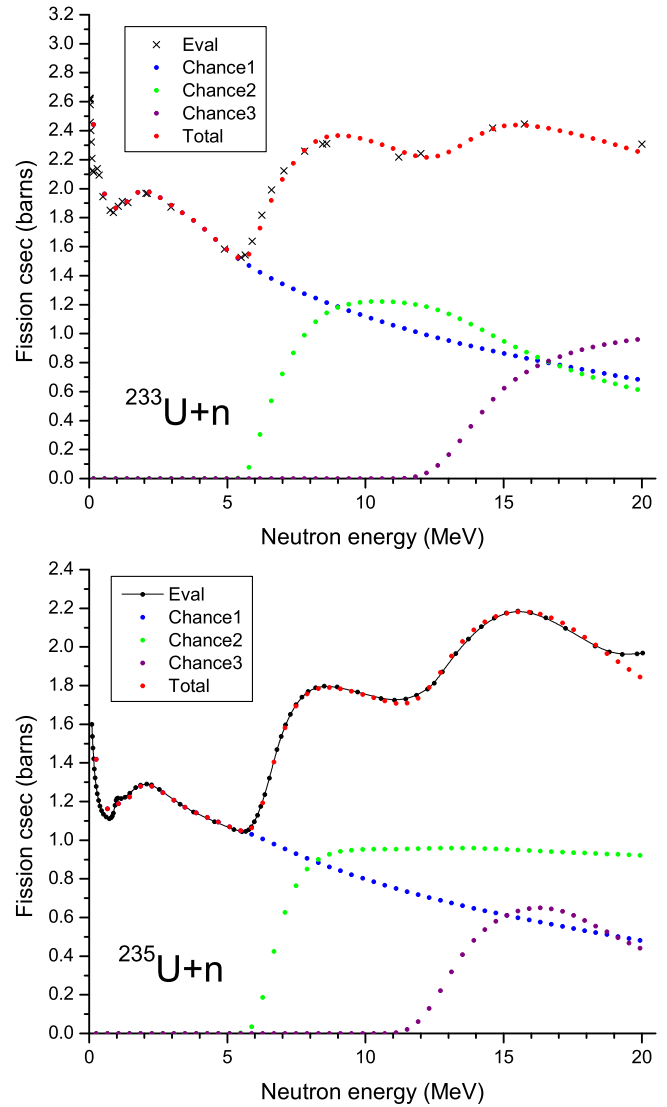 3.2
3.0
2.8
2.6
2.4
2.2
2.0
1.8
1.6
1.4
1.2
1.0
0.8
0.6
0.4
0.2
0.0
Fission csec (barns)
Eval
Chance1
Chance2
Chance3
Total
²³³U+n
0 5 10 15 20
Neutron energy (MeV)
2.4
2.2
2.0
1.8
1.6
1.4
1.2
1.0
0.8
0.6
0.4
0.2
0.0
Fission csec (barns)
Eval
Chance1
Chance2
Chance3
Total
²³⁵U+n
0 5 10 15 20
Neutron energy (MeV)